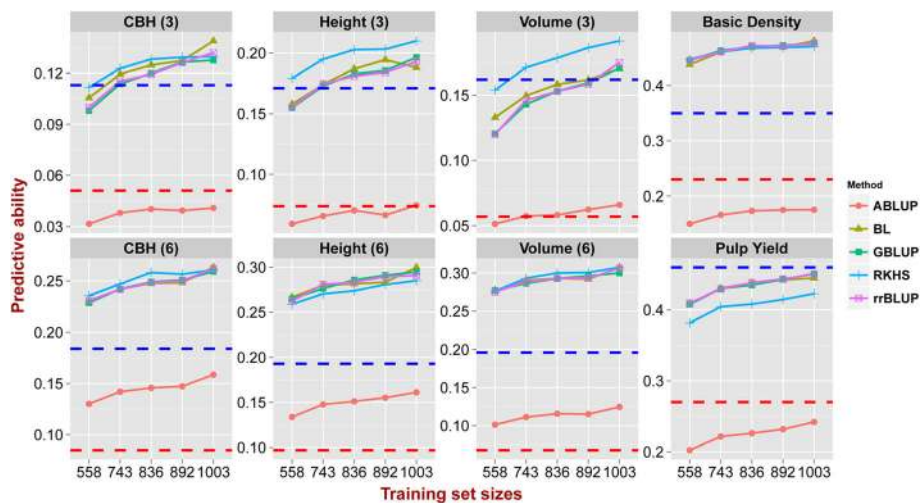 CBH (3) Height (3) Volume (3) Basic Density
0.12
0.09
0.06
0.03
0.20
0.15
0.10
0.15
0.10
0.05
0.4
0.3
0.2
Predictive ability
Method
ABLUP
BL
GBLUP
RKHS
rrBLUP
CBH (6) Height (6) Volume (6) Pulp Yield
0.25
0.20
0.15
0.10
0.30
0.25
0.20
0.15
0.10
0.30
0.25
0.20
0.15
0.10
0.4
0.3
0.2
558 743 836 892 1003 558 743 836 892 1003 558 743 836 892 1003 558 743 836 892 1003
Training set sizes